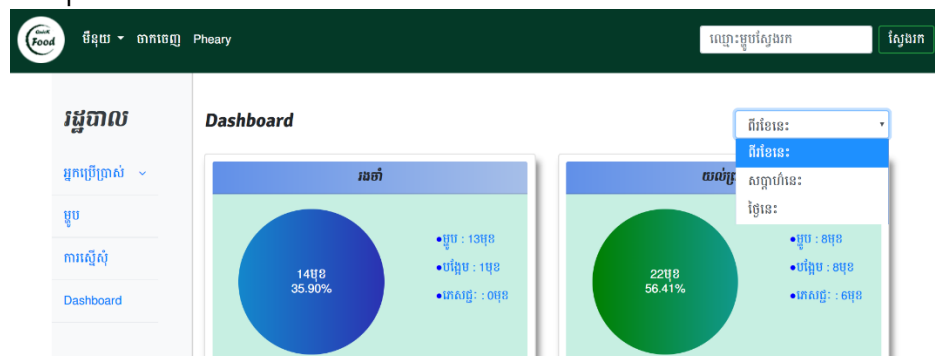 Quick
Food
មឺនុយ
ចាកចេញ
Pheary
ឈ្មោះម្ហូបស្វែងរក
ស្វែងរក
រដ្ឋបាល
អ្នកប្រើប្រាស់
ម្ហូប
ការស្នើសុំ
Dashboard
Dashboard
ពីរខែនេះ
ពីរខែនេះ
សប្តាហ៍នេះ
ថ្ងៃនេះ
រងចាំ
14មុខ
35.90%
ម្ហូប : 13មុខ
បង្អែម : 1មុខ
ភេសជ្ជៈ : 0មុខ
22មុខ
56.41%
ម្ហូប : 8មុខ
បង្អែម : 8មុខ
ភេសជ្ជៈ : 6មុខ